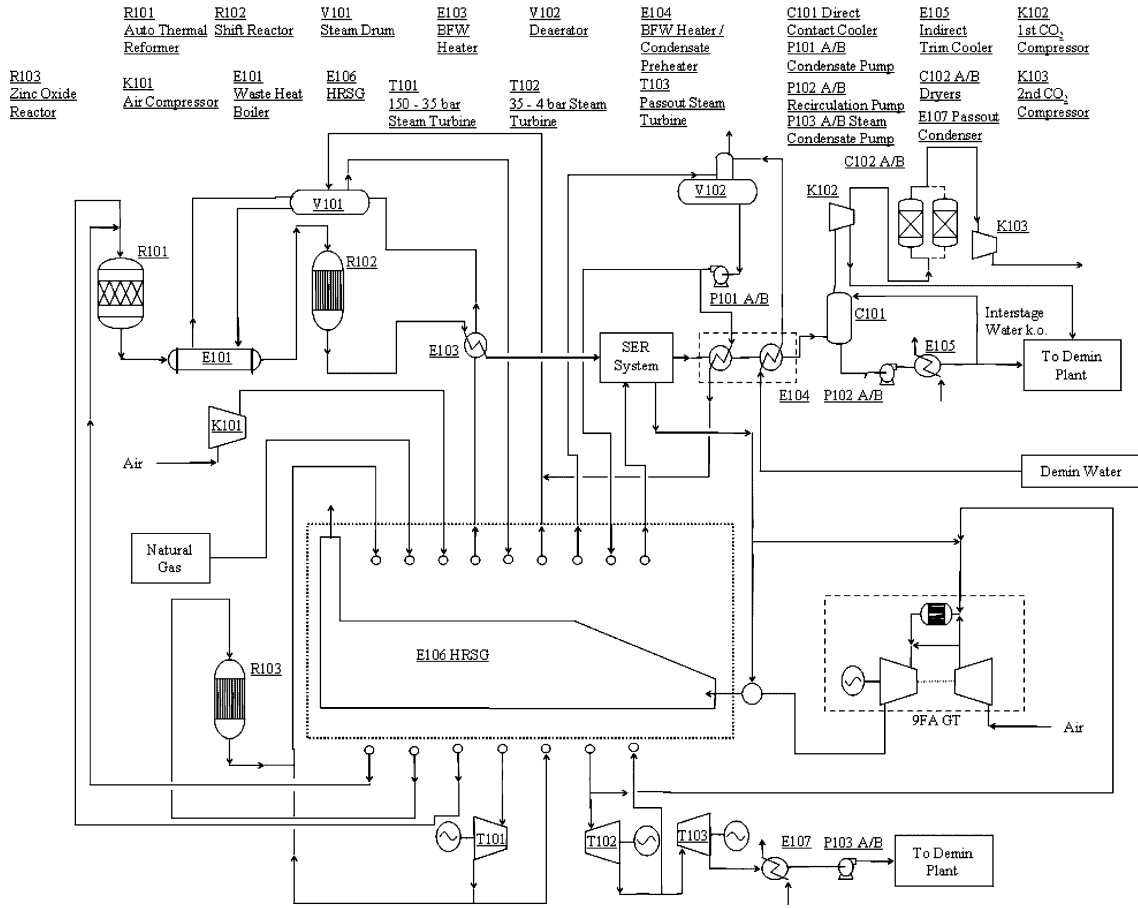 R101
Auto Thermal
Reformer
R102
Shift Reactor
V101
Steam Drum
E103
BFW
Heater
V102
Deaerator
E104
BFW Heater /
Condensate
Preheater
C101 Direct
Contact Cooler
P101 A/B
Condensate Pump
E105
Indirect
Trim Cooler
K102
1st CO₂
Compressor
R103
Zinc Oxide
Reactor
K101
Air Compressor
E101
Waste Heat
Boiler
E106
HRSG
T101
150 - 35 bar
Steam Turbine
T102
35 - 4 bar Steam
Turbine
T103
Passout Steam
Turbine
P102 A/B
Recirculation Pump
P103 A/B Steam
Condensate Pump
C102 A/B
Dryers
E107 Passout
Condenser
K103
2nd CO₂
Compressor
C102 A/B
V102
K102
V101
K103
R101
R102
P101 A/B
C101
Interstage
Water k.o.
E101
E103
SER
System
E105
To Demin
Plant
E104
P102 A/B
K101
Air
Demin Water
Natural
Gas
E106 HRSG
R103
9FA GT
Air
T101
T102
T103
E107
P103 A/B
To Demin
Plant